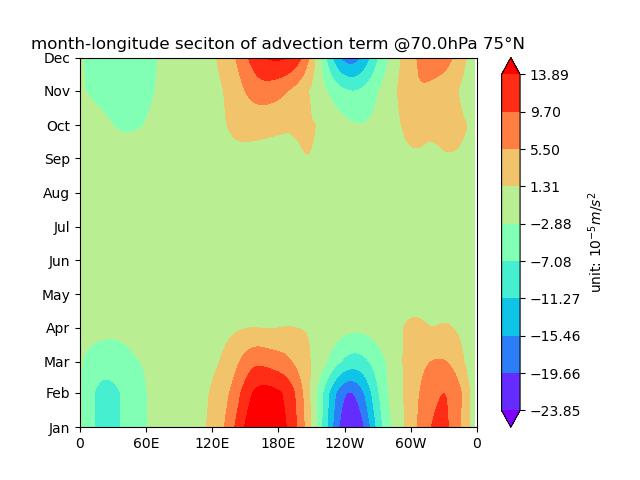 month-longitude seciton of advection term @70.0hPa 75°N
Dec
Nov
Oct
Sep
Aug
Jul
Jun
May
Apr
Mar
Feb
Jan
0 60E 120E 180E 120W 60W 0
13.89
9.70
5.50
1.31
−2.88
−7.08
−11.27
−15.46
−19.66
−23.85
unit: 10⁻⁵m/s²